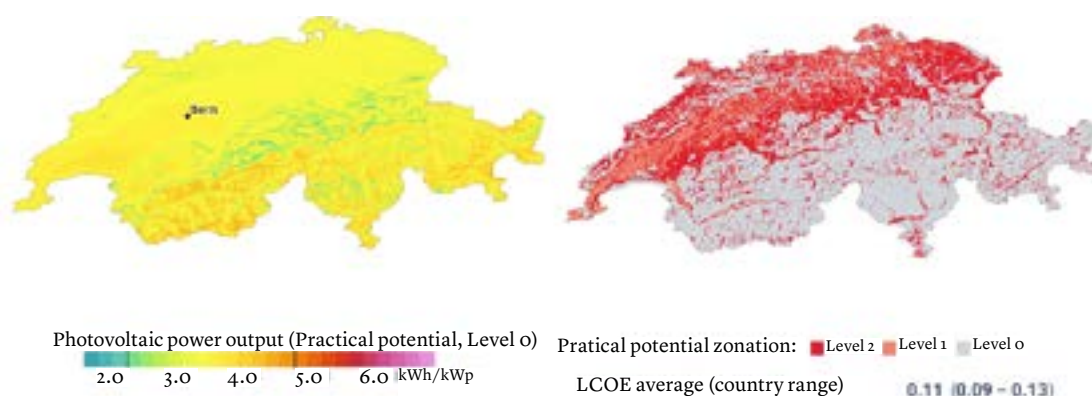 Bern
Photovoltaic power output (Practical potential, Level 0)
2.0 3.0 4.0 5.0 6.0 kWh/kWp
Pratical potential zonation: Level 2 Level 1 Level 0
LCOE average (country range) 0.11 (0.09 – 0.13)